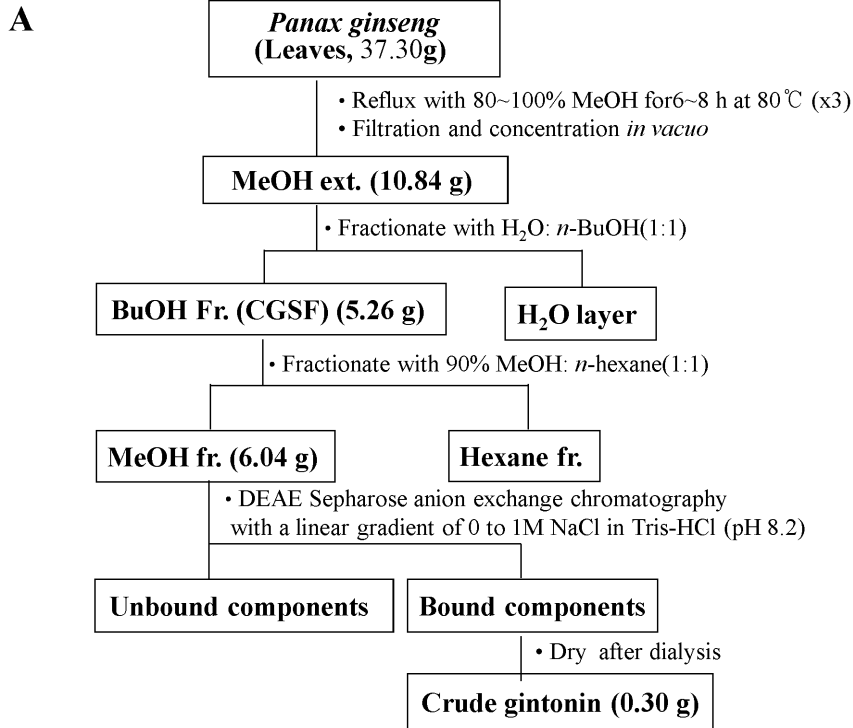 A
Panax ginseng
(Leaves, 37.30g)
• Reflux with 80~100% MeOH for6~8 h at 80℃ (x3)
• Filtration and concentration in vacuo
MeOH ext. (10.84 g)
• Fractionate with H₂O: n-BuOH(1:1)
BuOH Fr. (CGSF) (5.26 g)
H₂O layer
• Fractionate with 90% MeOH: n-hexane(1:1)
MeOH fr. (6.04 g)
Hexane fr.
• DEAE Sepharose anion exchange chromatography
with a linear gradient of 0 to 1M NaCl in Tris-HCl (pH 8.2)
Unbound components
Bound components
• Dry after dialysis
Crude gintonin (0.30 g)